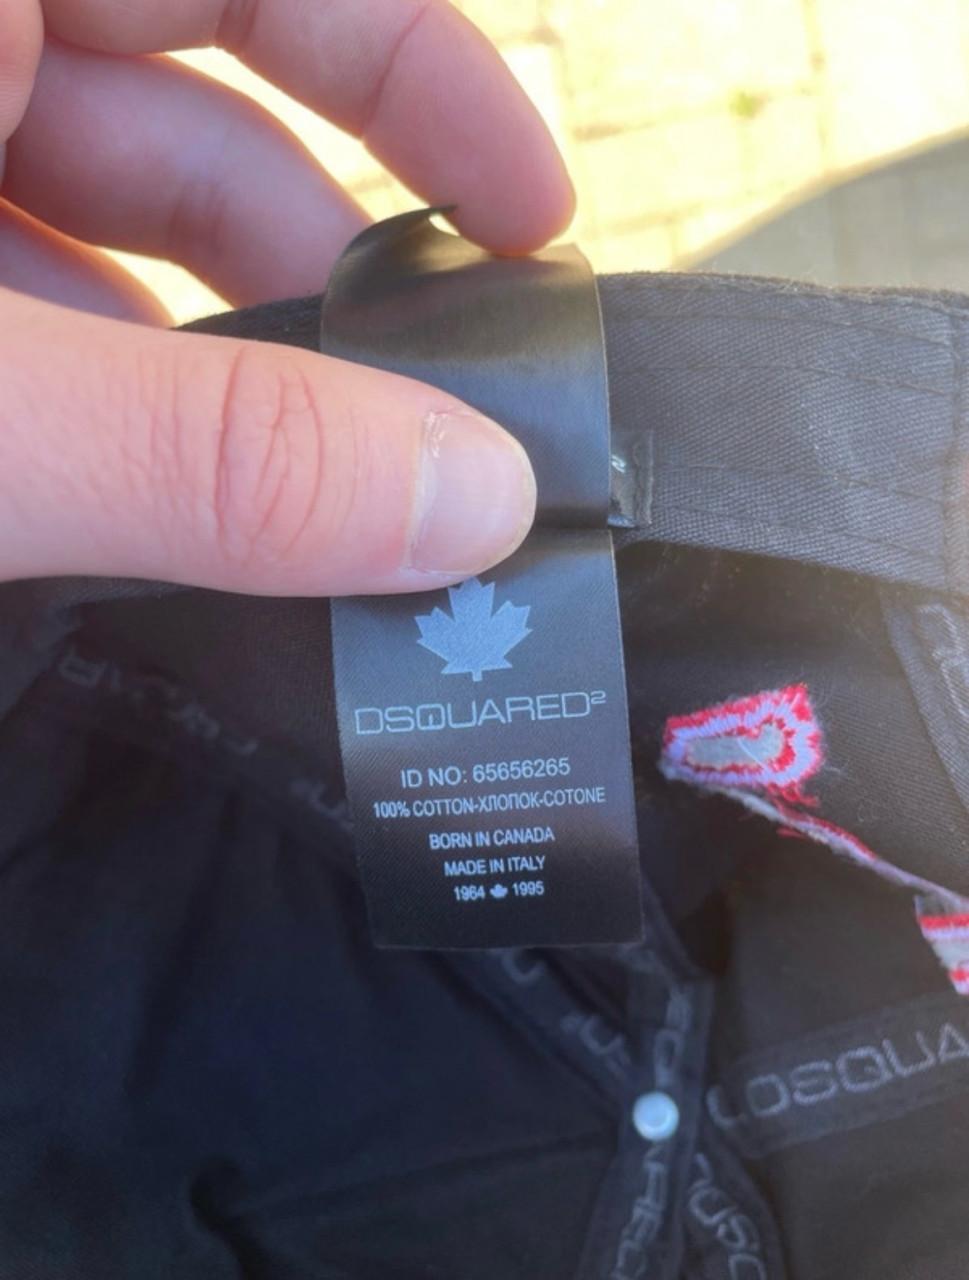 DSQUARED²
ID NO: 65656265
100% COTTON-ХЛОПОК-COTONE
BORN IN CANADA
MADE IN ITALY
1964 1995
DSQUA